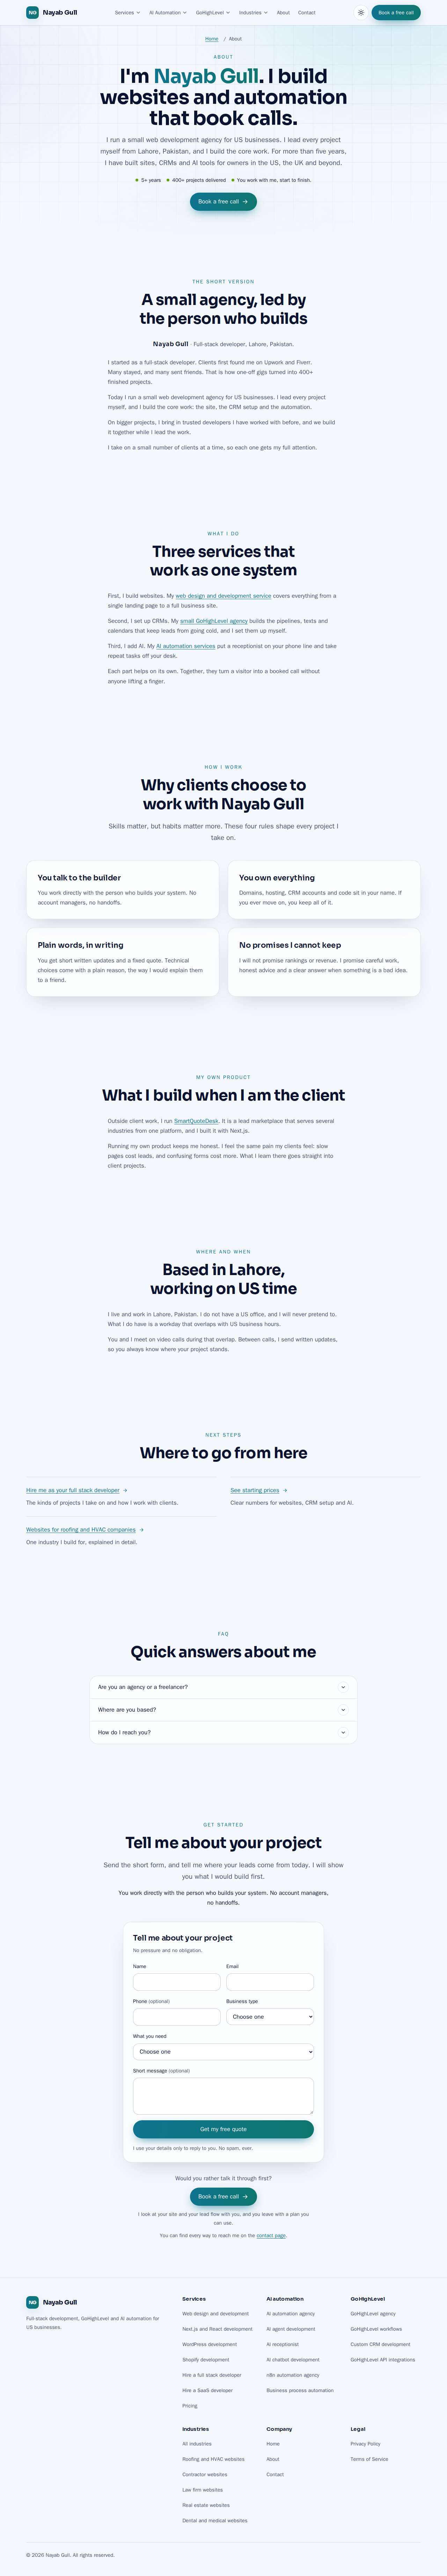 NG Nayab Gull
Services AI Automation GoHighLevel Industries About Contact
Book a free call
Home / About
ABOUT
I'm Nayab Gull. I build
websites and automation
that book calls.
I run a small web development agency for US businesses. I lead every project
myself from Lahore, Pakistan, and I build the core work. For more than five years,
I have built sites, CRMs and AI tools for owners in the US, the UK and beyond.
5+ years 400+ projects delivered You work with me, start to finish.
Book a free call →
THE SHORT VERSION
A small agency, led by
the person who builds
Nayab Gull · Full-stack developer, Lahore, Pakistan.
I started as a full-stack developer. Clients first found me on Upwork and Fiverr.
Many stayed, and many sent friends. That is how one-off gigs turned into 400+
finished projects.
Today I run a small web development agency for US businesses. I lead every project
myself, and I build the core work: the site, the CRM setup and the automation.
On bigger projects, I bring in trusted developers I have worked with before, and we build
it together while I lead the work.
I take on a small number of clients at a time, so each one gets my full attention.
WHAT I DO
Three services that
work as one system
First, I build websites. My web design and development service covers everything from a
single landing page to a full business site.
Second, I set up CRMs. My small GoHighLevel agency builds the pipelines, texts and
calendars that keep leads from going cold, and I set them up myself.
Third, I add AI. My AI automation services put a receptionist on your phone line and take
repeat tasks off your desk.
Each part helps on its own. Together, they turn a visitor into a booked call without
anyone lifting a finger.
HOW I WORK
Why clients choose to
work with Nayab Gull
Skills matter, but habits matter more. These four rules shape every project I
take on.
You talk to the builder
You work directly with the person who builds your system. No
account managers, no handoffs.
You own everything
Domains, hosting, CRM accounts and code sit in your name. If
you ever move on, you keep all of it.
Plain words, in writing
You get short written updates and a fixed quote. Technical
choices come with a plain reason, the way I would explain them
to a friend.
No promises I cannot keep
I will not promise rankings or revenue. I promise careful work,
honest advice and a clear answer when something is a bad idea.
MY OWN PRODUCT
What I build when I am the client
Outside client work, I run SmartQuoteDesk. It is a lead marketplace that serves several
industries from one platform, and I built it with Next.js.
Running my own product keeps me honest. I feel the same pain my clients feel: slow
pages cost leads, and confusing forms cost more. What I learn there goes straight into
client projects.
WHERE AND WHEN
Based in Lahore,
working on US time
I live and work in Lahore, Pakistan. I do not have a US office, and I will never pretend to.
What I do have is a workday that overlaps with US business hours.
You and I meet on video calls during that overlap. Between calls, I send written updates,
so you always know where your project stands.
NEXT STEPS
Where to go from here
Hire me as your full stack developer →
The kinds of projects I take on and how I work with clients.
See starting prices →
Clear numbers for websites, CRM setup and AI.
Websites for roofing and HVAC companies →
One industry I build for, explained in detail.
FAQ
Quick answers about me
Are you an agency or a freelancer?
Where are you based?
How do I reach you?
GET STARTED
Tell me about your project
Send the short form, and tell me where your leads come from today. I will show
you what I would build first.
You work directly with the person who builds your system. No account managers,
no handoffs.
Tell me about your project
No pressure and no obligation.
Name Email
Phone (optional) Business type
Choose one
What you need
Choose one
Short message (optional)
Get my free quote
I use your details only to reply to you. No spam, ever.
Would you rather talk it through first?
Book a free call →
I look at your site and your lead flow with you, and you leave with a plan you
can use.
You can find every way to reach me on the contact page.
NG Nayab Gull
Full-stack development, GoHighLevel and AI automation for
US businesses.
Services
Web design and development
Next.js and React development
WordPress development
Shopify development
Hire a full stack developer
Hire a SaaS developer
Pricing
AI automation
AI automation agency
AI agent development
AI receptionist
AI chatbot development
n8n automation agency
Business process automation
GoHighLevel
GoHighLevel agency
GoHighLevel workflows
Custom CRM development
GoHighLevel API integrations
Industries
All industries
Roofing and HVAC websites
Contractor websites
Law firm websites
Real estate websites
Dental and medical websites
Company
Home
About
Contact
Legal
Privacy Policy
Terms of Service
© 2026 Nayab Gull. All rights reserved.